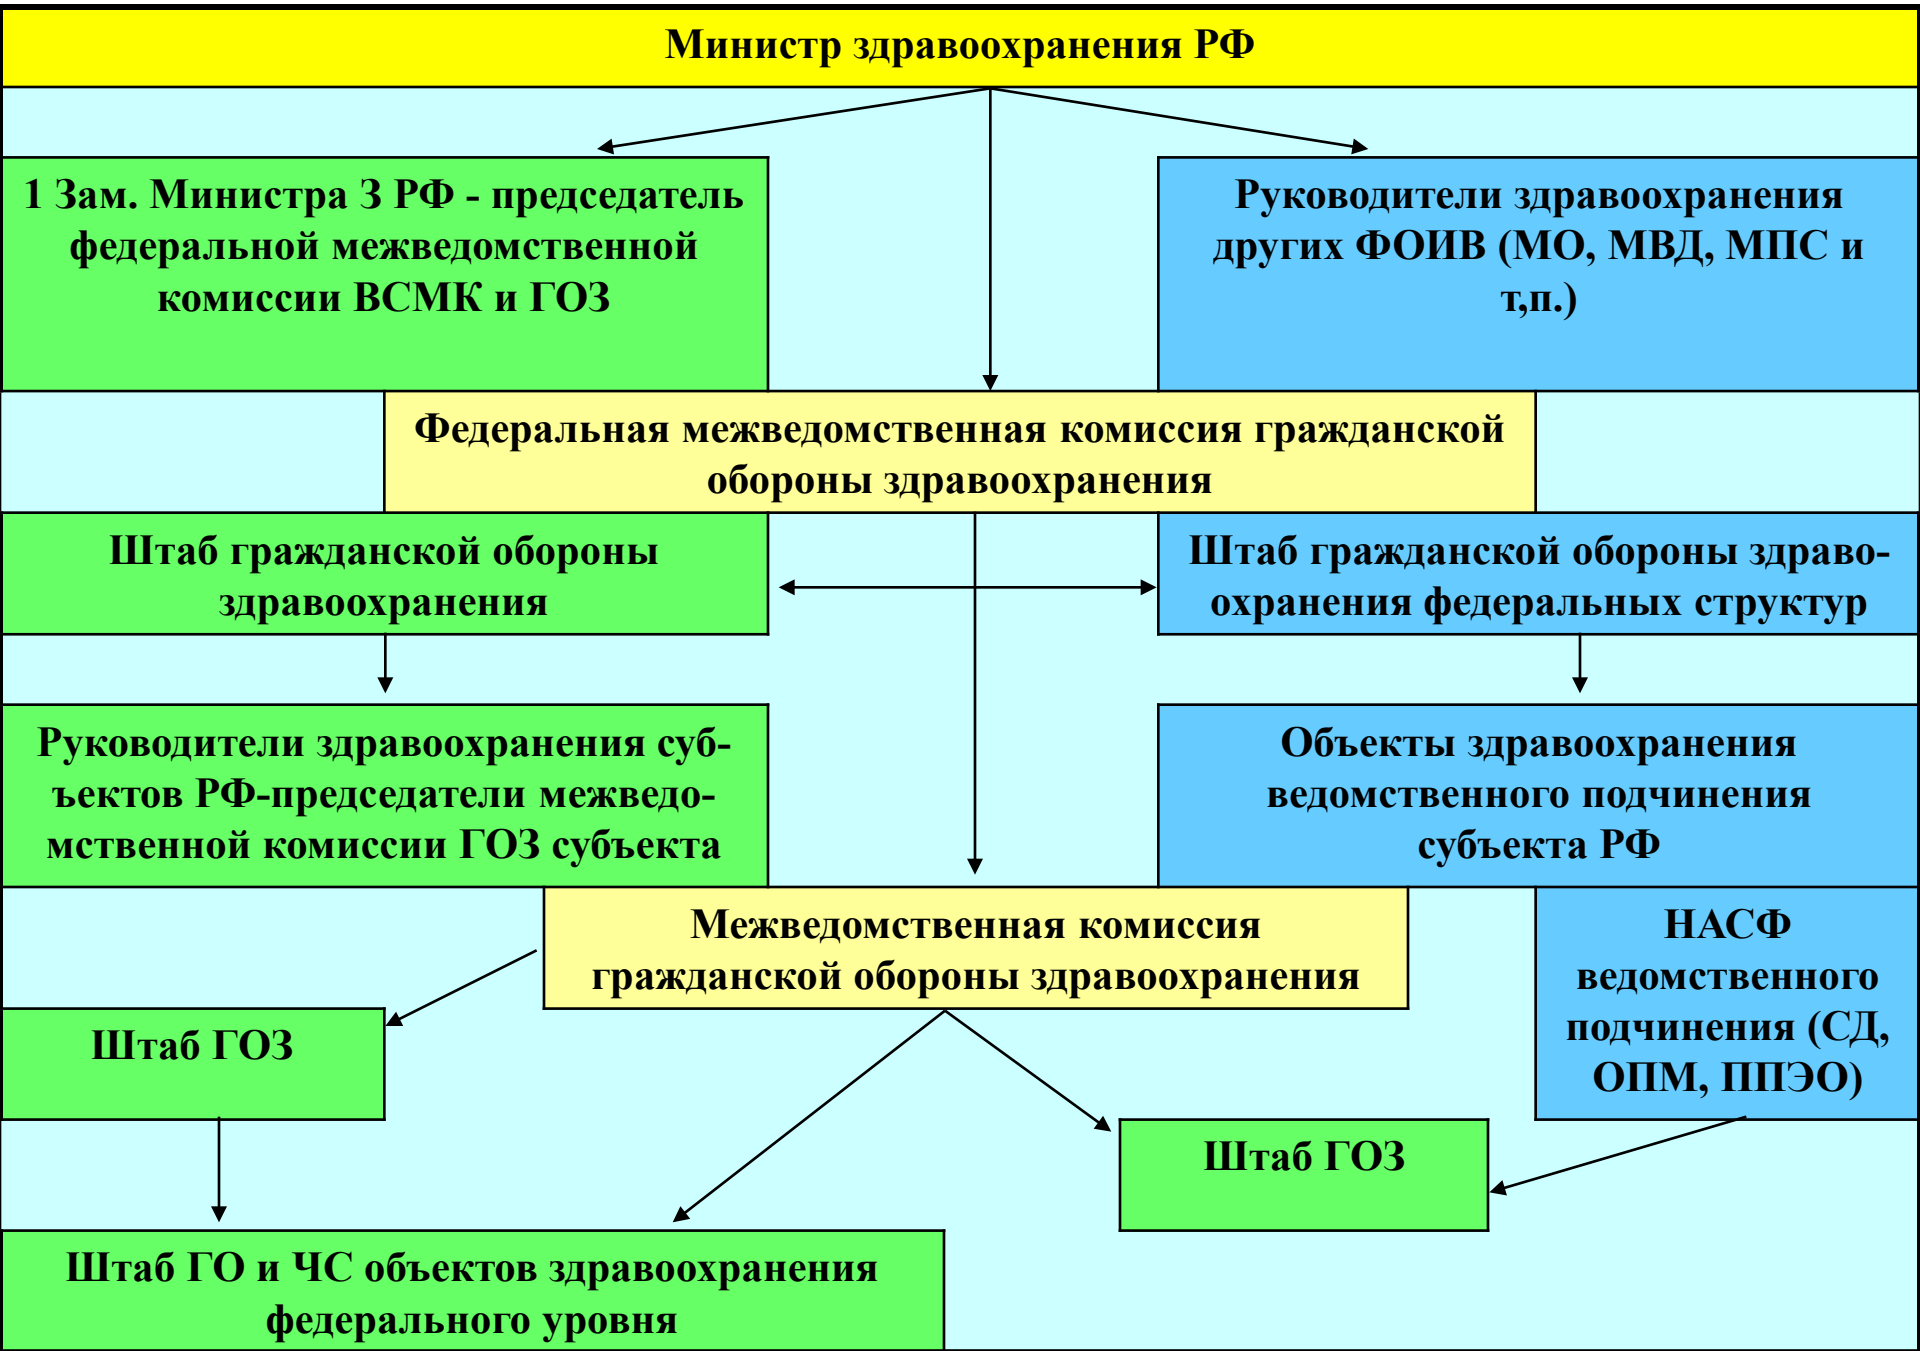 Министр здравоохранения РФ
1 Зам. Министра З РФ - председатель
федеральной межведомственной
комиссии ВСМК и ГОЗ
Руководители здравоохранения
других ФОИВ (МО, МВД, МПС и
т,п.)
Федеральная межведомственная комиссия гражданской
обороны здравоохранения
Штаб гражданской обороны
здравоохранения
Штаб гражданской обороны здраво-
охранения федеральных структур
Руководители здравоохранения суб-
ъектов РФ-председатели межведо-
мственной комиссии ГОЗ субъекта
Объекты здравоохранения
ведомственного подчинения
субъекта РФ
Межведомственная комиссия
гражданской обороны здравоохранения
НАСФ
ведомственного
подчинения (СД,
ОПМ, ППЭО)
Штаб ГОЗ
Штаб ГОЗ
Штаб ГО и ЧС объектов здравоохранения
федерального уровня